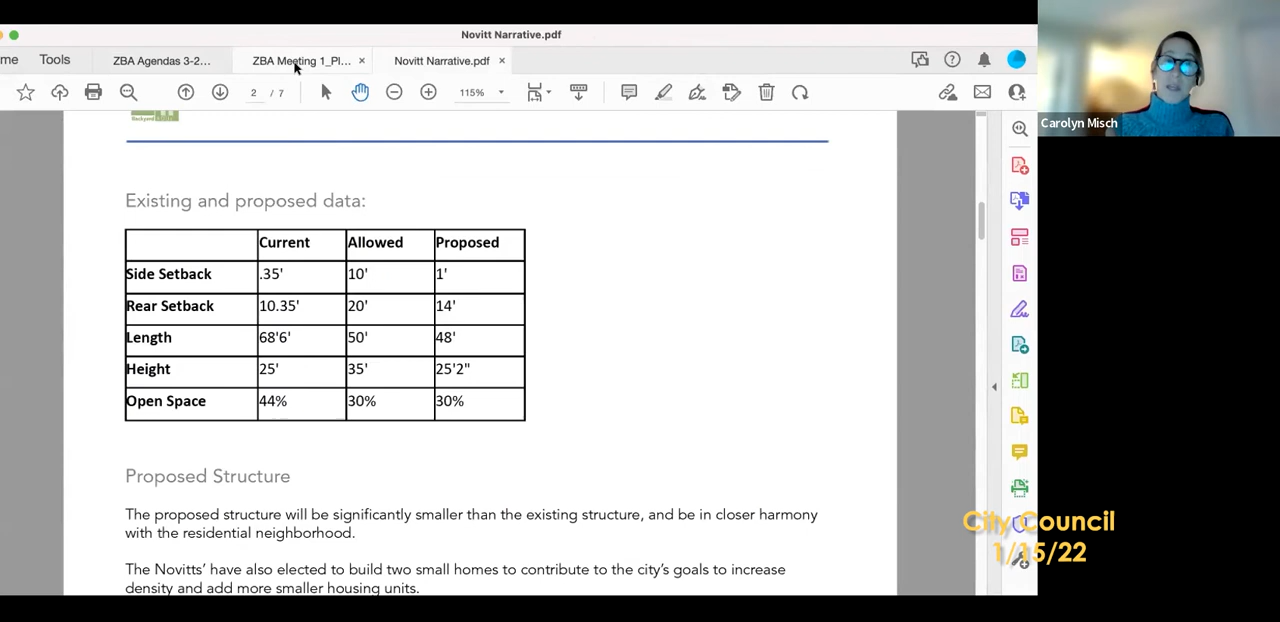 Novitt Narrative.pdf
me Tools ZBA Agendas 3-2... ZBA Meeting 1_Pl... × Novitt Narrative.pdf ×
2 / 7 115%
Carolyn Misch
Backyard
Existing and proposed data:
Current Allowed Proposed
Side Setback .35' 10' 1'
Rear Setback 10.35' 20' 14'
Length 68'6' 50' 48'
Height 25' 35' 25'2"
Open Space 44% 30% 30%
Proposed Structure
The proposed structure will be significantly smaller than the existing structure, and be in closer harmony
with the residential neighborhood.
The Novitts' have also elected to build two small homes to contribute to the city's goals to increase
density and add more smaller housing units.
City Council
1/15/22